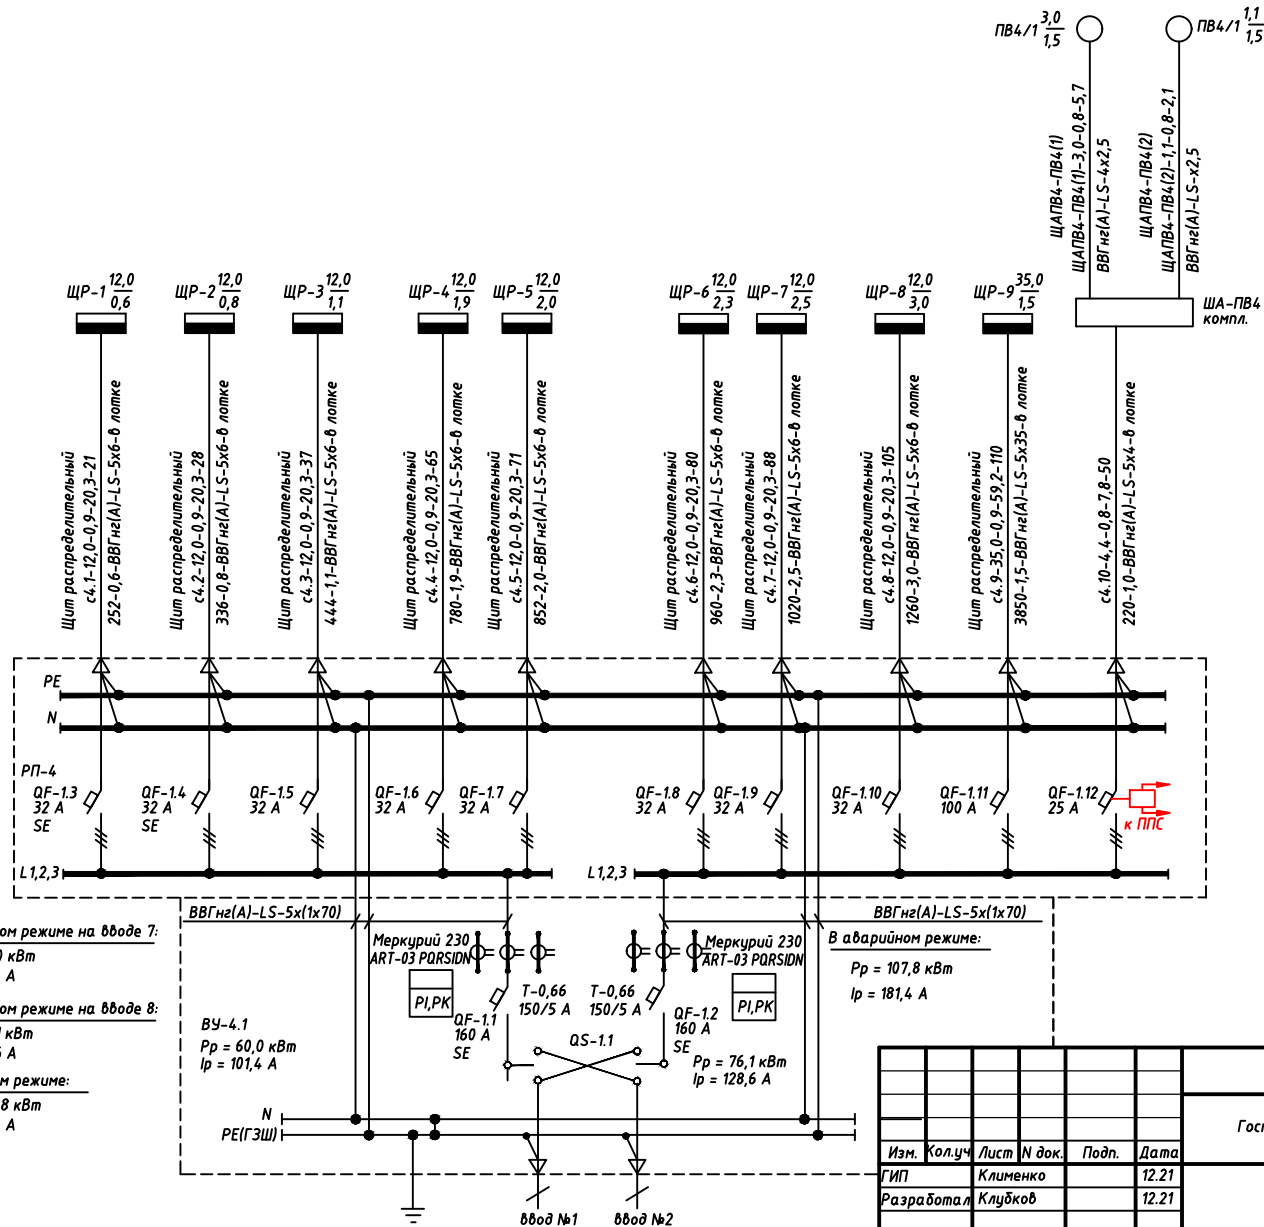 ПВ4/1 3,0
1,5
ПВ4/1 1,1
1,5
ЩАПВ4-ПВ4(1)
ЩАПВ4-ПВ4(1)-3,0-0,8-5,7
ВВГнг(А)-LS-4х2,5
ЩАПВ4-ПВ4(2)
ЩАПВ4-ПВ4(2)-1,1-0,8-2,1
ВВГнг(А)-LS-х2,5
ЩР-1 12,0
0,6
ЩР-2 12,0
0,8
ЩР-3 12,0
1,1
ЩР-4 12,0
1,9
ЩР-5 12,0
2,0
ЩР-6 12,0
2,3
ЩР-7 12,0
2,5
ЩР-8 12,0
3,0
ЩР-9 35,0
1,5
ША-ПВ4
компл.
Щит распределительный
с4.1-12,0-0,9-20,3-21
252-0,6-ВВГнг(А)-LS-5х6-в лотке
Щит распределительный
с4.2-12,0-0,9-20,3-28
336-0,8-ВВГнг(А)-LS-5х6-в лотке
Щит распределительный
с4.3-12,0-0,9-20,3-37
444-1,1-ВВГнг(А)-LS-5х6-в лотке
Щит распределительный
с4.4-12,0-0,9-20,3-65
780-1,9-ВВГнг(А)-LS-5х6-в лотке
Щит распределительный
с4.5-12,0-0,9-20,3-71
852-2,0-ВВГнг(А)-LS-5х6-в лотке
Щит распределительный
с4.6-12,0-0,9-20,3-80
960-2,3-ВВГнг(А)-LS-5х6-в лотке
Щит распределительный
с4.7-12,0-0,9-20,3-88
1020-2,5-ВВГнг(А)-LS-5х6-в лотке
Щит распределительный
с4.8-12,0-0,9-20,3-105
1260-3,0-ВВГнг(А)-LS-5х6-в лотке
Щит распределительный
с4.9-35,0-0,9-59,2-110
3850-1,5-ВВГнг(А)-LS-5х35-в лотке
с4.10-4,4-0,8-7,8-50
220-1,0-ВВГнг(А)-LS-5х4-в лотке
PE
N
РП-4
QF-1.3
32 А
SE
QF-1.4
32 А
SE
QF-1.5
32 А
QF-1.6
32 А
QF-1.7
32 А
QF-1.8
32 А
QF-1.9
32 А
QF-1.10
32 А
QF-1.11
100 А
QF-1.12
25 А
к ППС
L1,2,3
L1,2,3
ВВГнг(А)-LS-5х(1х70)
ВВГнг(А)-LS-5х(1х70)
ом режиме на вводе 7:
кВт
А
ом режиме на вводе 8:
кВт
А
м режиме:
8 кВт
А
Меркурий 230
ART-03 PQRSIDN
PI,PK
Т-0,66
150/5 А
QF-1.1
160 А
SE
Т-0,66
150/5 А
Меркурий 230
ART-03 PQRSIDN
PI,PK
QF-1.2
160 А
SE
В аварийном режиме:
Рр = 107,8 кВт
Iр = 181,4 А
ВУ-4.1
Рр = 60,0 кВт
Iр = 101,4 А
QS-1.1
Рр = 76,1 кВт
Iр = 128,6 А
N
PE(ГЗШ)
ввод №1
ввод №2
Гост
Изм. Кол.уч Лист N док. Подп. Дата
ГИП Клименко 12.21
Разработал Клубков 12.21